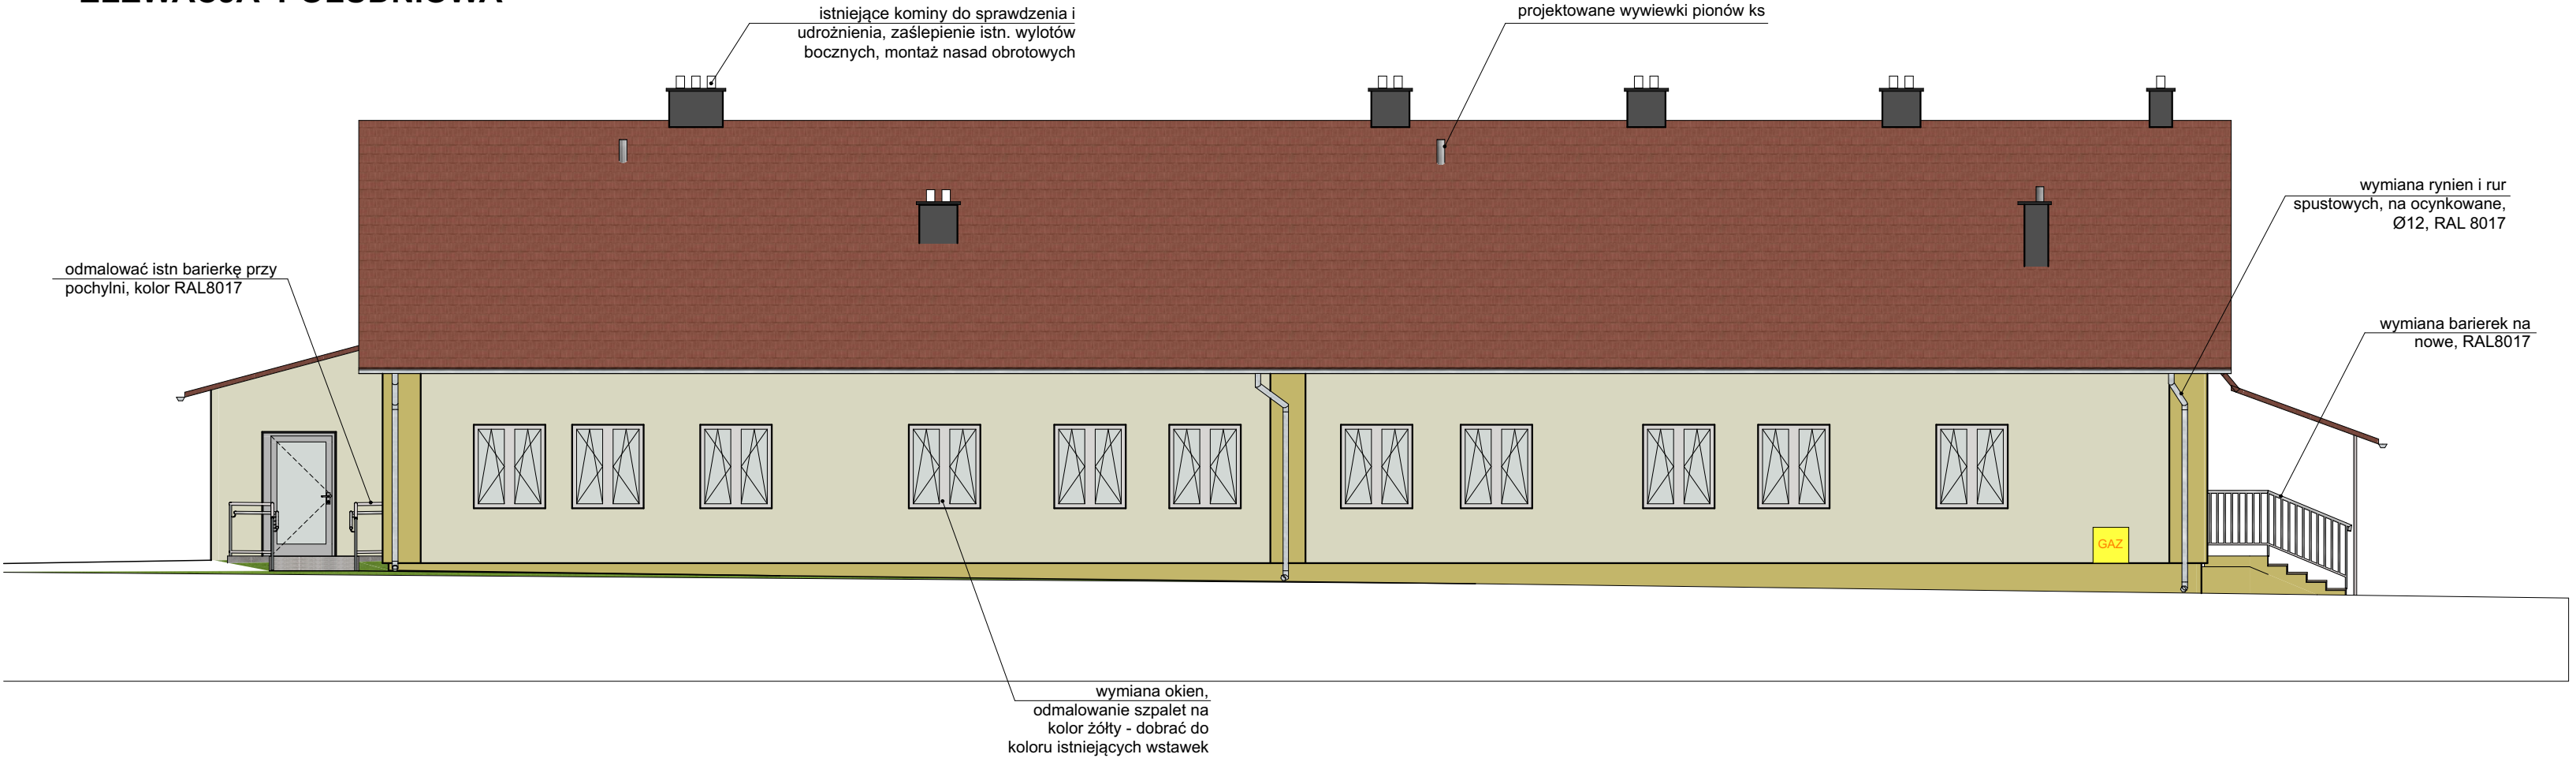 ELEWACJA POŁUDNIOWA
istniejące kominy do sprawdzenia i
udrożnienia, zaślepienie istn. wylotów
bocznych, montaż nasad obrotowych
projektowane wywiewki pionów ks
wymiana rynien i rur
spustowych, na ocynkowane,
Ø12, RAL 8017
odmalować istn barierkę przy
pochylni, kolor RAL8017
wymiana barierek na
nowe, RAL8017
GAZ
wymiana okien,
odmalowanie szpalet na
kolor żółty - dobrać do
koloru istniejących wstawek